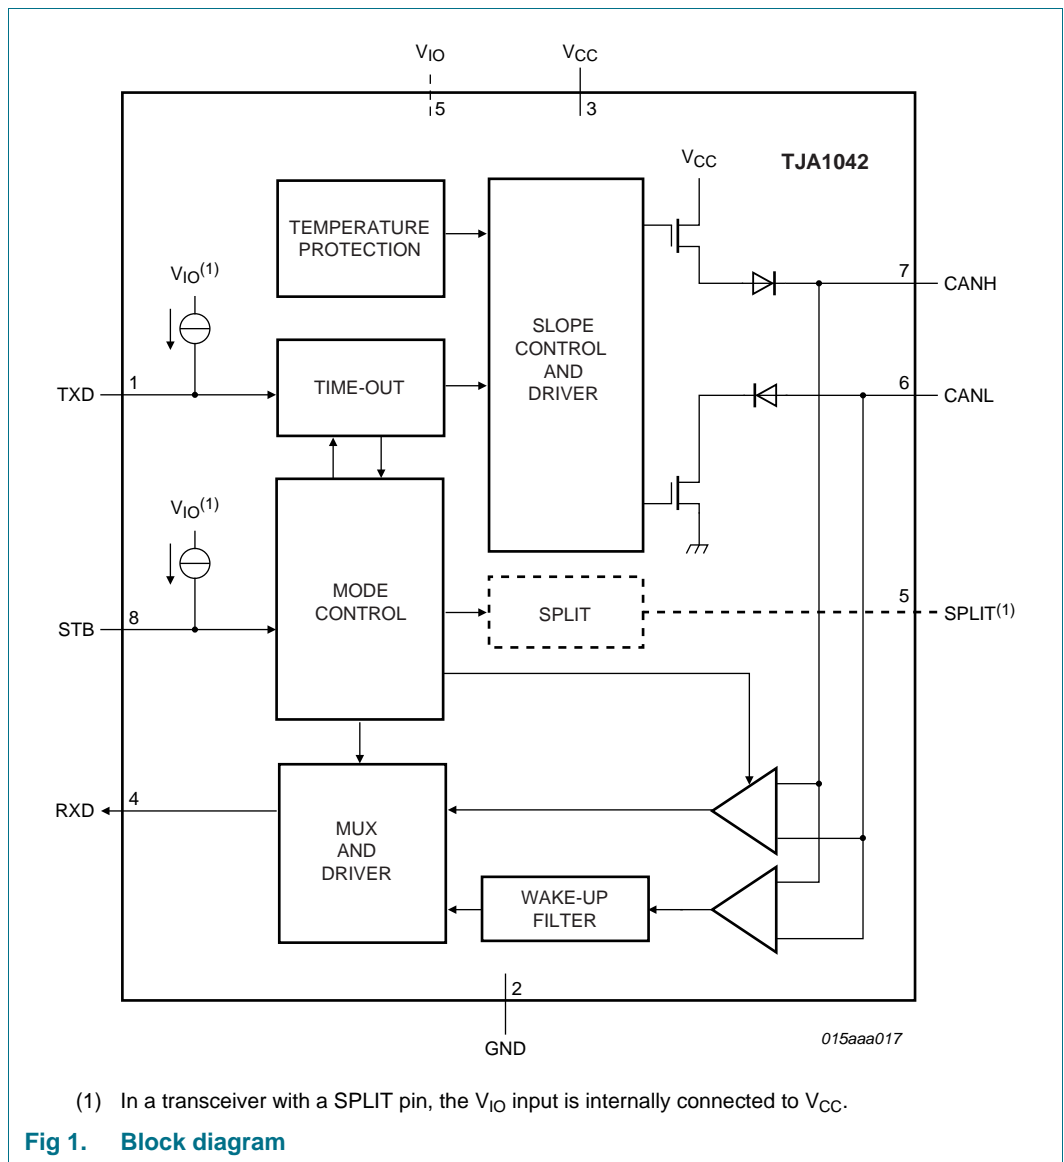 VIO
VCC
5
3
VCC
TJA1042
TEMPERATURE
PROTECTION
VIO(1)
7
CANH
SLOPE
CONTROL
AND
DRIVER
TXD
1
TIME-OUT
6
CANL
VIO(1)
MODE
CONTROL
SPLIT
5
SPLIT(1)
STB
8
RXD
4
MUX
AND
DRIVER
WAKE-UP
FILTER
2
GND
015aaa017
(1) In a transceiver with a SPLIT pin, the VIO input is internally connected to VCC.
Fig 1. Block diagram